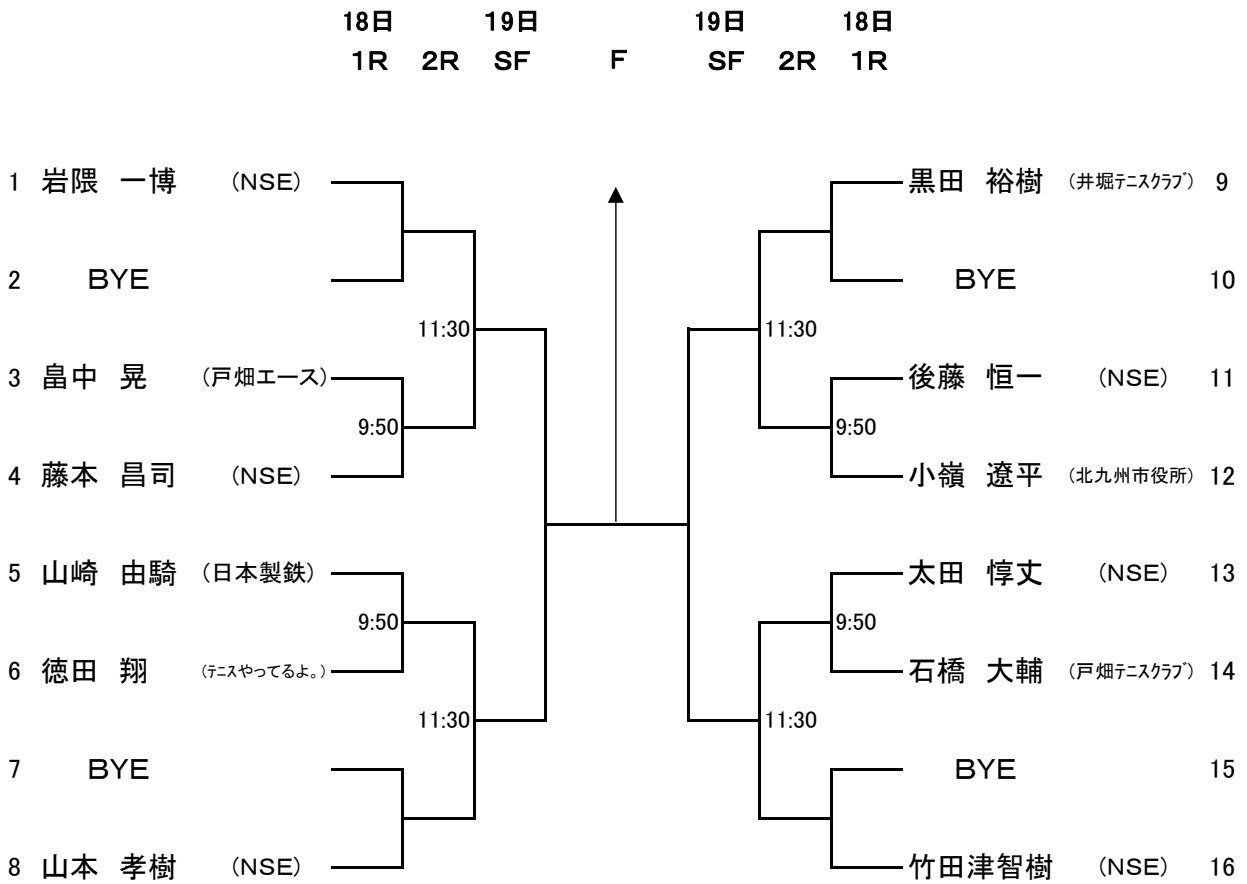 18日 19日 19日 18日
1R 2R SF F SF 2R 1R
1 岩隈 一博 (NSE) 黒田 裕樹 (井堀ﾃﾆｽｸﾗﾌﾞ) 9
2 BYE BYE 10
11:30 11:30
3 畠中 晃 (戸畑エース) 後藤 恒一 (NSE) 11
9:50 9:50
4 藤本 昌司 (NSE) 小嶺 遼平 (北九州市役所) 12
5 山崎 由騎 (日本製鉄) 太田 惇丈 (NSE) 13
9:50 9:50
6 徳田 翔 (ﾃﾆｽやってるよ。) 石橋 大輔 (戸畑ﾃﾆｽｸﾗﾌﾞ) 14
11:30 11:30
7 BYE BYE 15
8 山本 孝樹 (NSE) 竹田津智樹 (NSE) 16